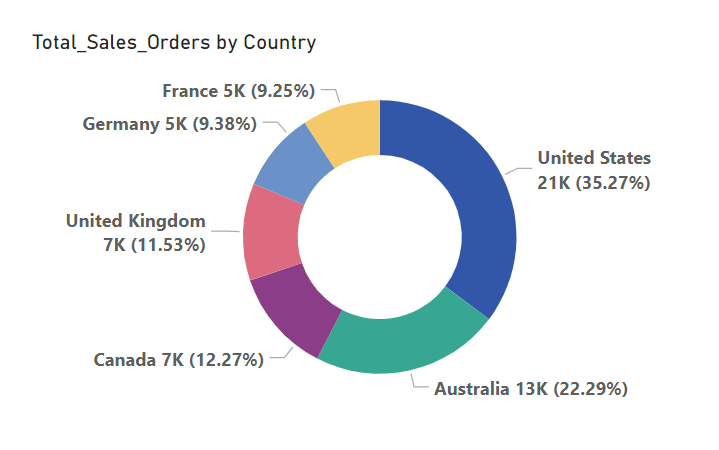 Total_Sales_Orders by Country
France 5K (9.25%)
Germany 5K (9.38%)
United States
21K (35.27%)
United Kingdom
7K (11.53%)
Canada 7K (12.27%)
Australia 13K (22.29%)